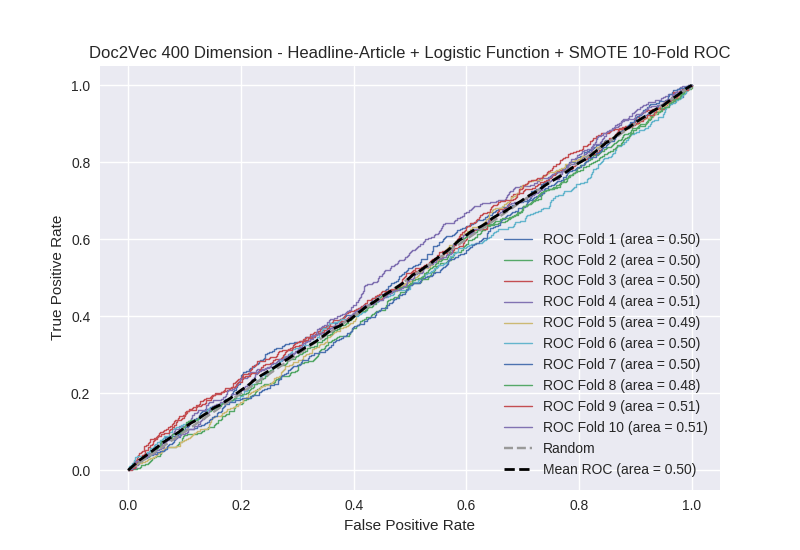 Doc2Vec 400 Dimension - Headline-Article + Logistic Function + SMOTE 10-Fold ROC
1.0
0.8
0.6
0.4
0.2
0.0
True Positive Rate
ROC Fold 1 (area = 0.50)
ROC Fold 2 (area = 0.50)
ROC Fold 3 (area = 0.50)
ROC Fold 4 (area = 0.51)
ROC Fold 5 (area = 0.49)
ROC Fold 6 (area = 0.50)
ROC Fold 7 (area = 0.50)
ROC Fold 8 (area = 0.48)
ROC Fold 9 (area = 0.51)
ROC Fold 10 (area = 0.51)
Random
Mean ROC (area = 0.50)
0.0 0.2 0.4 0.6 0.8 1.0
False Positive Rate